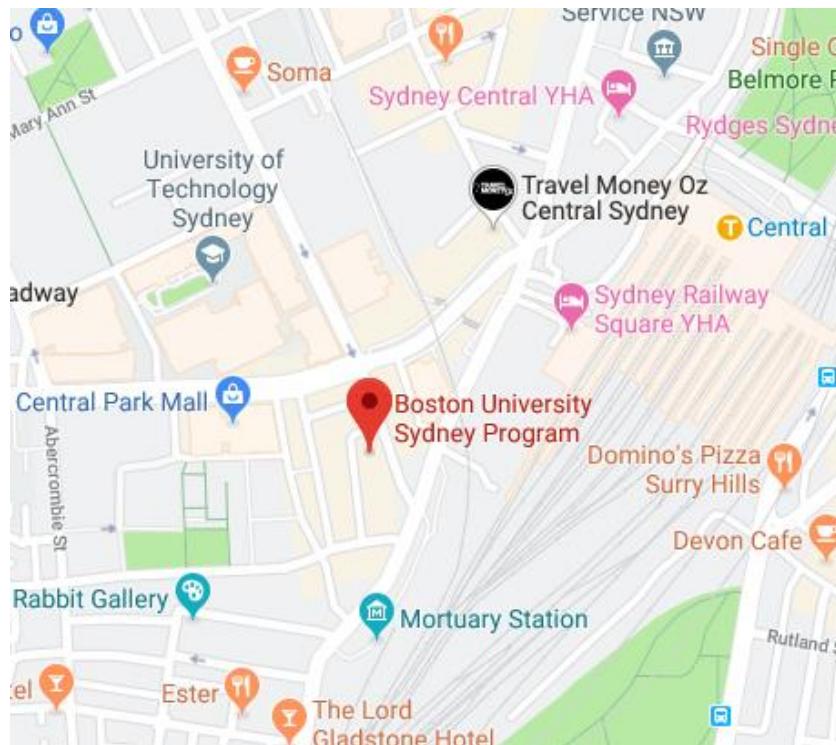 Service NSW
Single
Belmore
Soma
Sydney Central YHA
Rydges
Mary Ann St
University of
Technology
Sydney
Travel Money Oz
Central Sydney
Central
adway
Sydney Railway
Square YHA
Central Park Mall
Boston University
Sydney Program
Domino's Pizza
Surry Hills
Abercrombie St
Devon Cafe
Rabbit Gallery
Mortuary Station
Rutland
Ester
The Lord
Gladstone Hotel